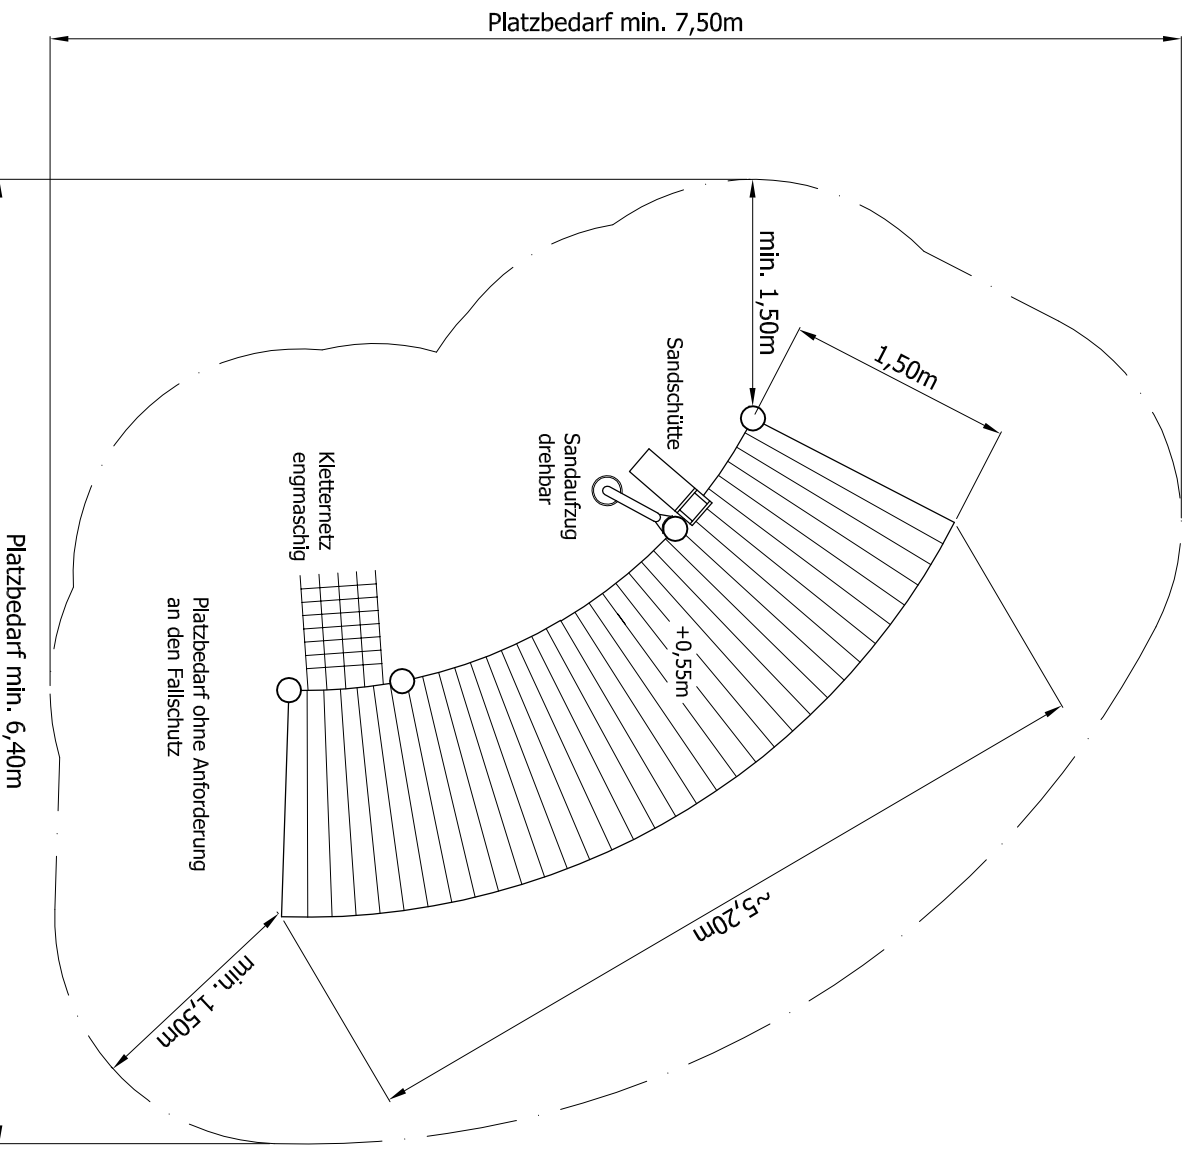 Platzbedarf min. 7,50m
min. 1,50m
1,50m
Sandschütte
Sandaufzug
drehbar
Kletternetz
engmaschig
+0,55m
Platzbedarf ohne Anforderung
an den Fallschutz
Platzbedarf min. 6,40m
~5,20m
min. 1,50m